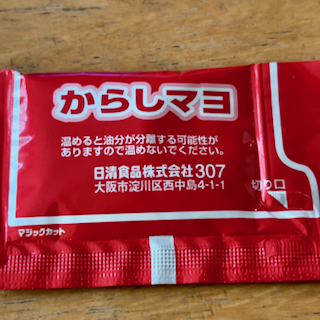 からしマヨ
温めると油分が分離する可能性が
ありますので温めないでください。
日清食品株式会社307
大阪市淀川区西中島4-1-1
切り口
マジックカット